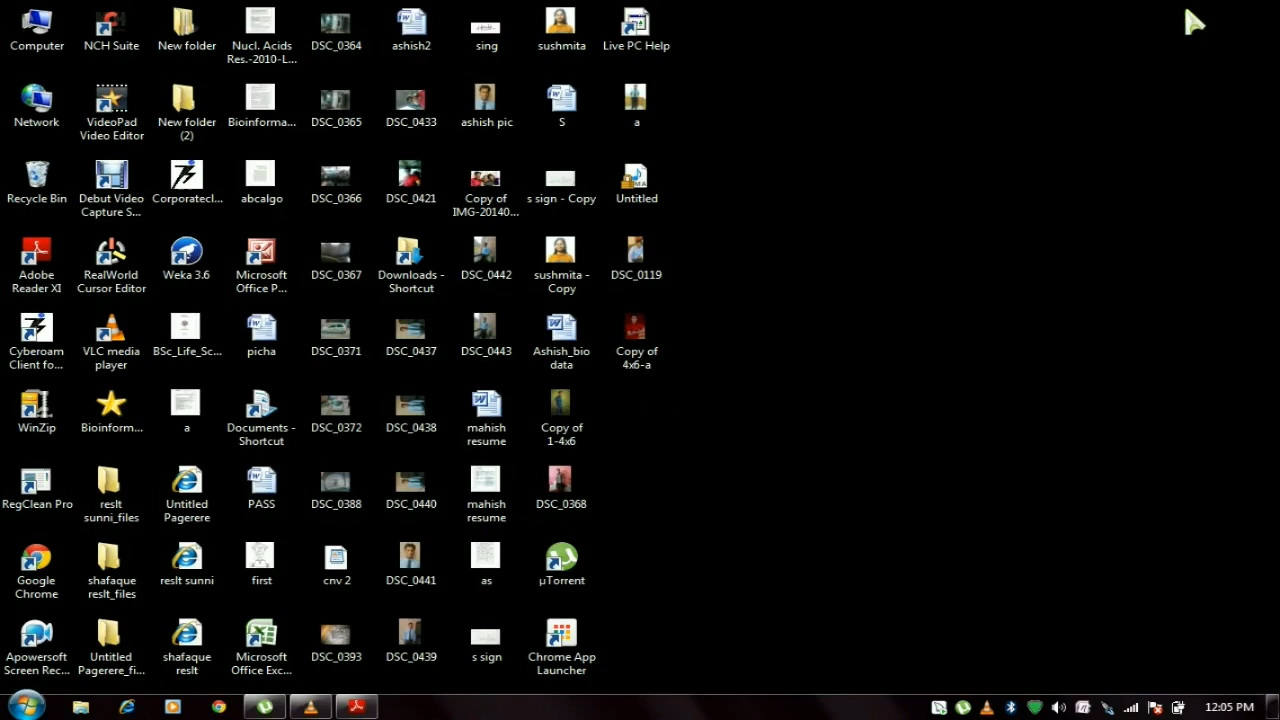 Computer
NCH Suite
New folder
Nucl. Acids
Res.-2010-L...
DSC_0364
ashish2
sing
sushmita
Live PC Help
Network
VideoPad
Video Editor
New folder
(2)
Bioinforma...
DSC_0365
DSC_0433
ashish pic
S
a
Recycle Bin
Debut Video
Capture S...
Corporatecl...
abcalgo
DSC_0366
DSC_0421
Copy of
IMG-20140...
s sign - Copy
Untitled
Adobe
Reader XI
RealWorld
Cursor Editor
Weka 3.6
Microsoft
Office P...
DSC_0367
Downloads -
Shortcut
DSC_0442
sushmita -
Copy
DSC_0119
Cyberoam
Client fo...
VLC media
player
BSc_Life_Sc...
picha
DSC_0371
DSC_0437
DSC_0443
Ashish_bio
data
Copy of
4x6-a
WinZip
Bioinform...
a
Documents -
Shortcut
DSC_0372
DSC_0438
mahish
resume
Copy of
1-4x6
RegClean Pro
reslt
sunni_files
Untitled
Pagerere
PASS
DSC_0388
DSC_0440
mahish
resume
DSC_0368
Google
Chrome
shafaque
reslt_files
reslt sunni
first
cnv 2
DSC_0441
as
µTorrent
Apowersoft
Screen Rec...
Untitled
Pagerere_fi...
shafaque
reslt
Microsoft
Office Exc...
DSC_0393
DSC_0439
s sign
Chrome App
Launcher
12:05 PM